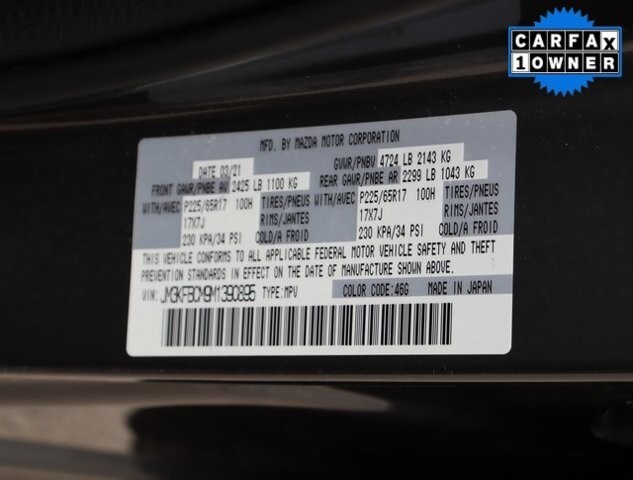 CARFAX
1 OWNER
MFD. BY MAZDA MOTOR CORPORATION
DATE 03/21 GVWR/PNBV 4724 LB 2143 KG
FRONT GAWR/PNBE AV 2425 LB 1100 KG REAR GAWR/PNBE AR 2299 LB 1043 KG
WITH/AVEC P225/65R17 100H TIRES/PNEUS WITH/AVEC P225/65R17 100H TIRES/PNEUS
17X7J RIMS/JANTES 17X7J RIMS/JANTES
230 KPA/34 PSI COLD/A FROID 230 KPA/34 PSI COLD/A FROID
THIS VEHICLE CONFORMS TO ALL APPLICABLE FEDERAL MOTOR VEHICLE SAFETY AND THEFT
PREVENTION STANDARDS IN EFFECT ON THE DATE OF MANUFACTURE SHOWN ABOVE.
VIN: JM3KFBCM9M1390895 TYPE: MPV COLOR CODE:46G MADE IN JAPAN